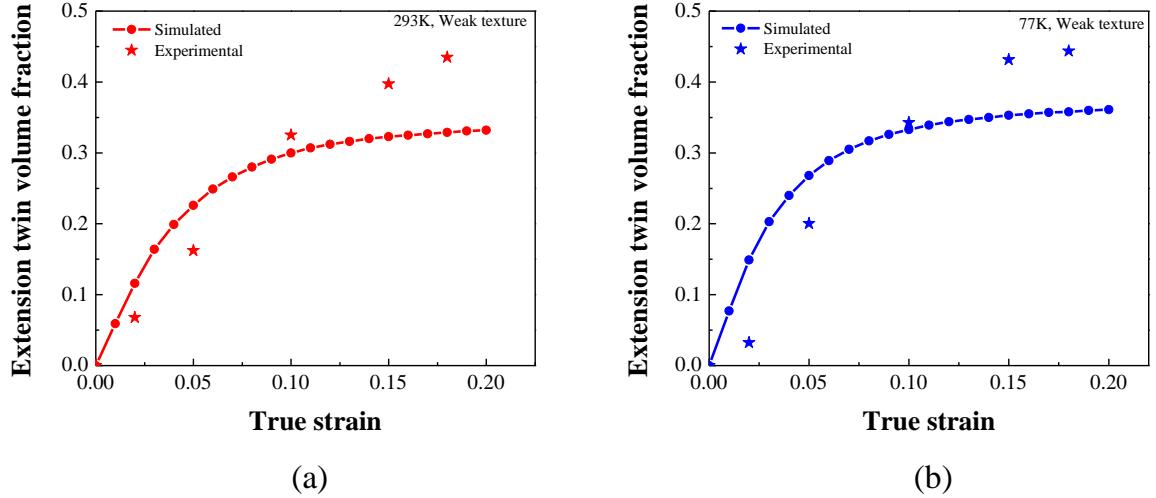 Extension twin volume fraction
0.5
0.4
0.3
0.2
0.1
0.0
Simulated
Experimental
293K, Weak texture
0.00 0.05 0.10 0.15 0.20
True strain
(a)
Extension twin volume fraction
0.5
0.4
0.3
0.2
0.1
0.0
Simulated
Experimental
77K, Weak texture
0.00 0.05 0.10 0.15 0.20
True strain
(b)